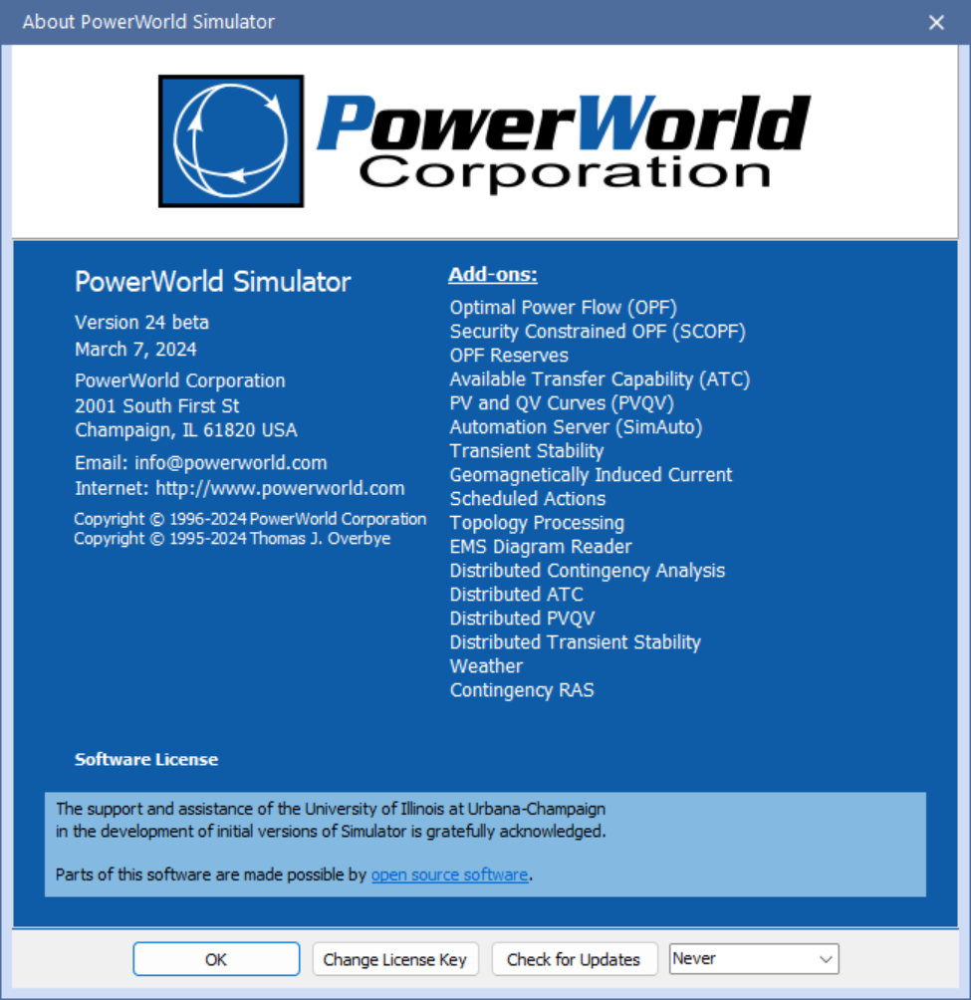 About PowerWorld Simulator
PowerWorld
Corporation
PowerWorld Simulator
Version 24 beta
March 7, 2024
PowerWorld Corporation
2001 South First St
Champaign, IL 61820 USA
Email: info@powerworld.com
Internet: http://www.powerworld.com
Copyright © 1996-2024 PowerWorld Corporation
Copyright © 1995-2024 Thomas J. Overbye
Add-ons:
Optimal Power Flow (OPF)
Security Constrained OPF (SCOPF)
OPF Reserves
Available Transfer Capability (ATC)
PV and QV Curves (PVQV)
Automation Server (SimAuto)
Transient Stability
Geomagnetically Induced Current
Scheduled Actions
Topology Processing
EMS Diagram Reader
Distributed Contingency Analysis
Distributed ATC
Distributed PVQV
Distributed Transient Stability
Weather
Contingency RAS
Software License
The support and assistance of the University of Illinois at Urbana-Champaign
in the development of initial versions of Simulator is gratefully acknowledged.
Parts of this software are made possible by open source software.
OK
Change License Key
Check for Updates
Never